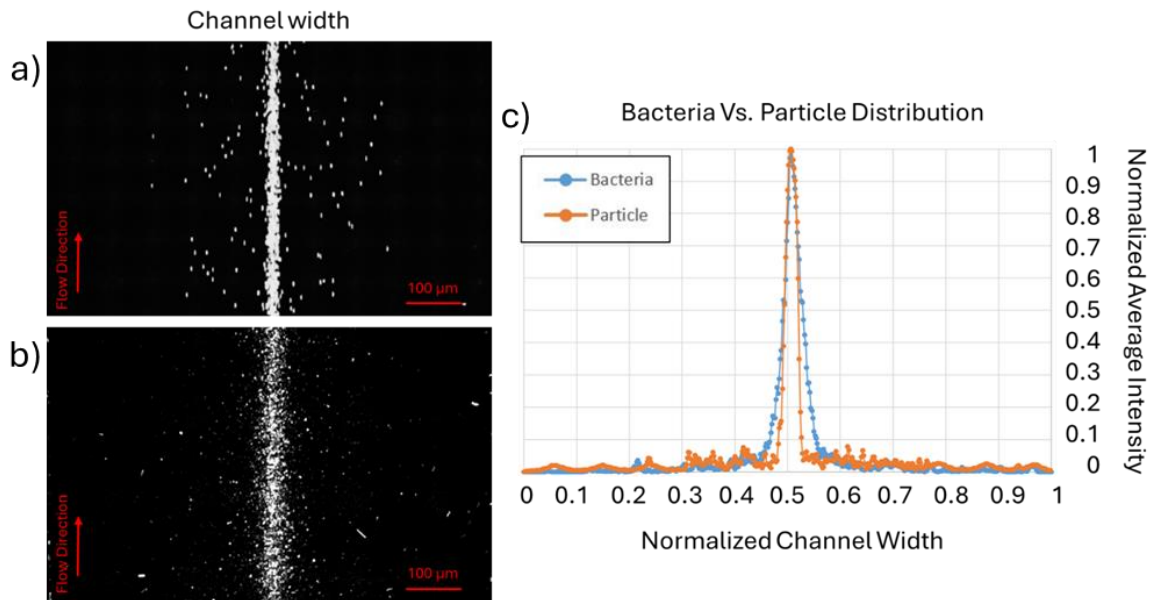 Channel width
a)
Flow Direction
100 µm
b)
Flow Direction
100 µm
c)
Bacteria Vs. Particle Distribution
Bacteria
Particle
1
0.9
0.8
0.7
0.6
0.5
0.4
0.3
0.2
0.1
0
Normalized Average Intensity
0 0.1 0.2 0.3 0.4 0.5 0.6 0.7 0.8 0.9 1
Normalized Channel Width